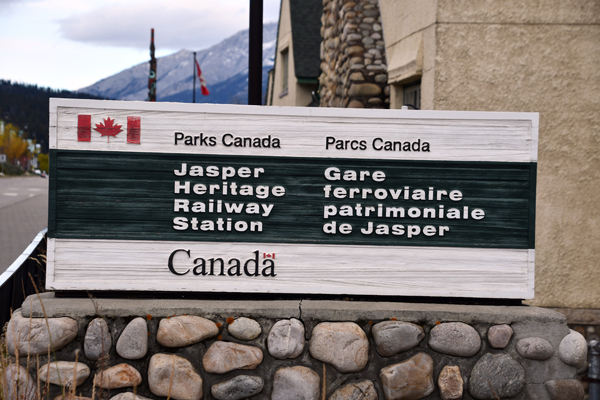 Parks Canada
Parcs Canada
Jasper
Heritage
Railway
Station
Gare
ferroviaire
patrimoniale
de Jasper
Canada